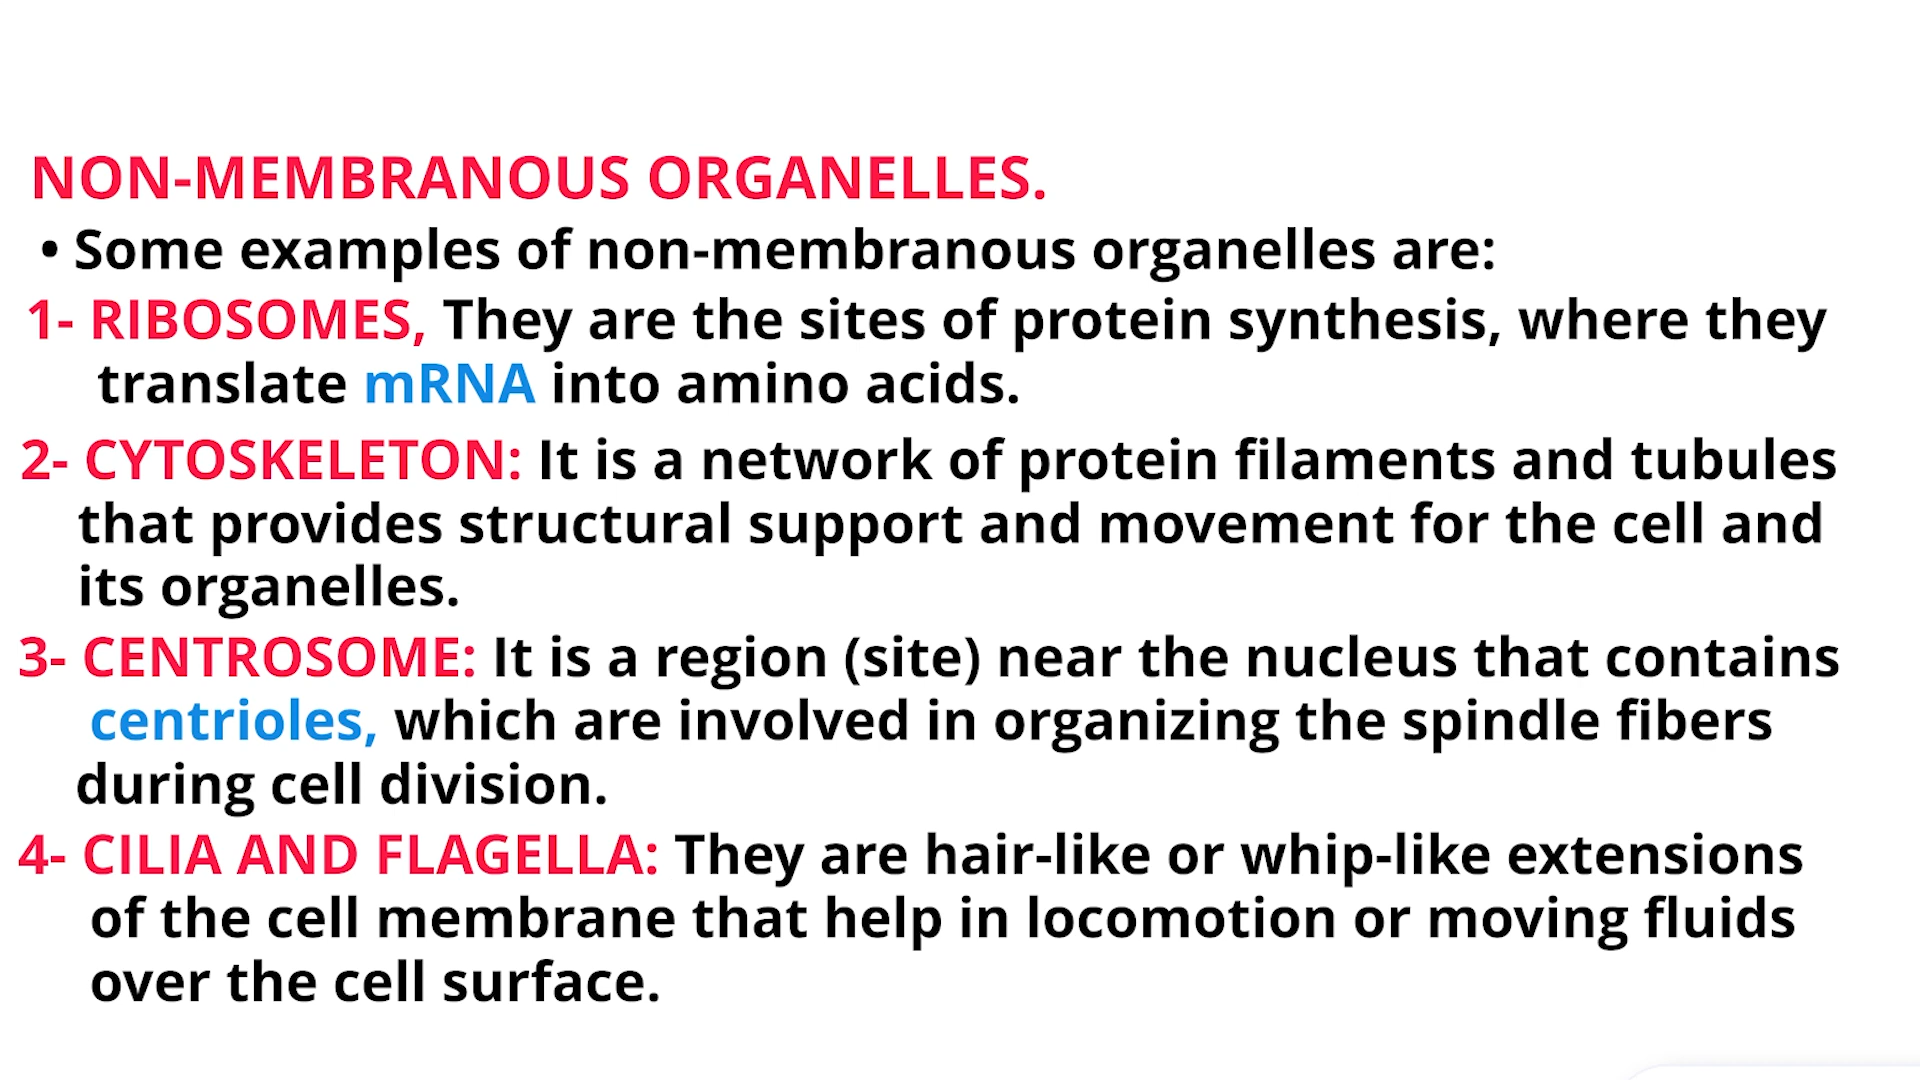 NON-MEMBRANOUS ORGANELLES.
• Some examples of non-membranous organelles are:
1- RIBOSOMES, They are the sites of protein synthesis, where they
translate mRNA into amino acids.
2- CYTOSKELETON: It is a network of protein filaments and tubules
that provides structural support and movement for the cell and
its organelles.
3- CENTROSOME: It is a region (site) near the nucleus that contains
centrioles, which are involved in organizing the spindle fibers
during cell division.
4- CILIA AND FLAGELLA: They are hair-like or whip-like extensions
of the cell membrane that help in locomotion or moving fluids
over the cell surface.